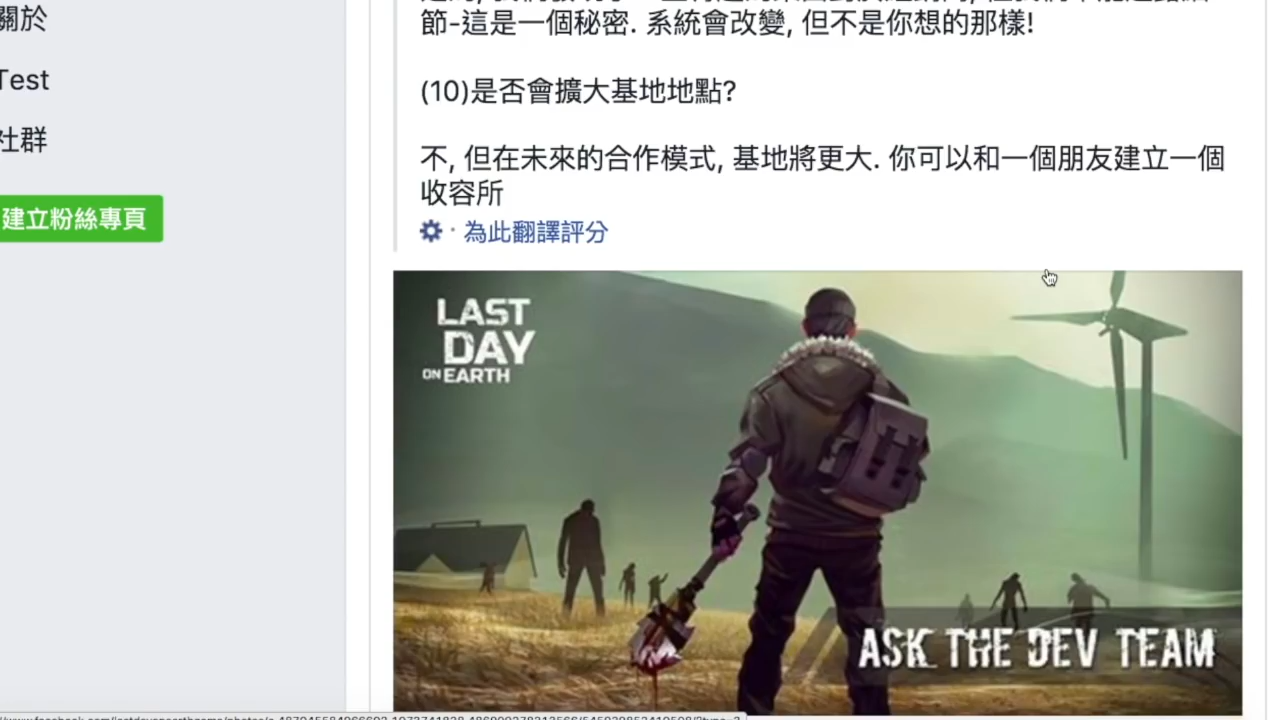 關於
Test
社群
建立粉絲專頁
節-這是一個秘密. 系統會改變, 但不是你想的那樣!
(10)是否會擴大基地地點?
不, 但在未來的合作模式, 基地將更大. 你可以和一個朋友建立一個
收容所
· 為此翻譯評分
LAST
DAY
ON EARTH
ASK THE DEV TEAM